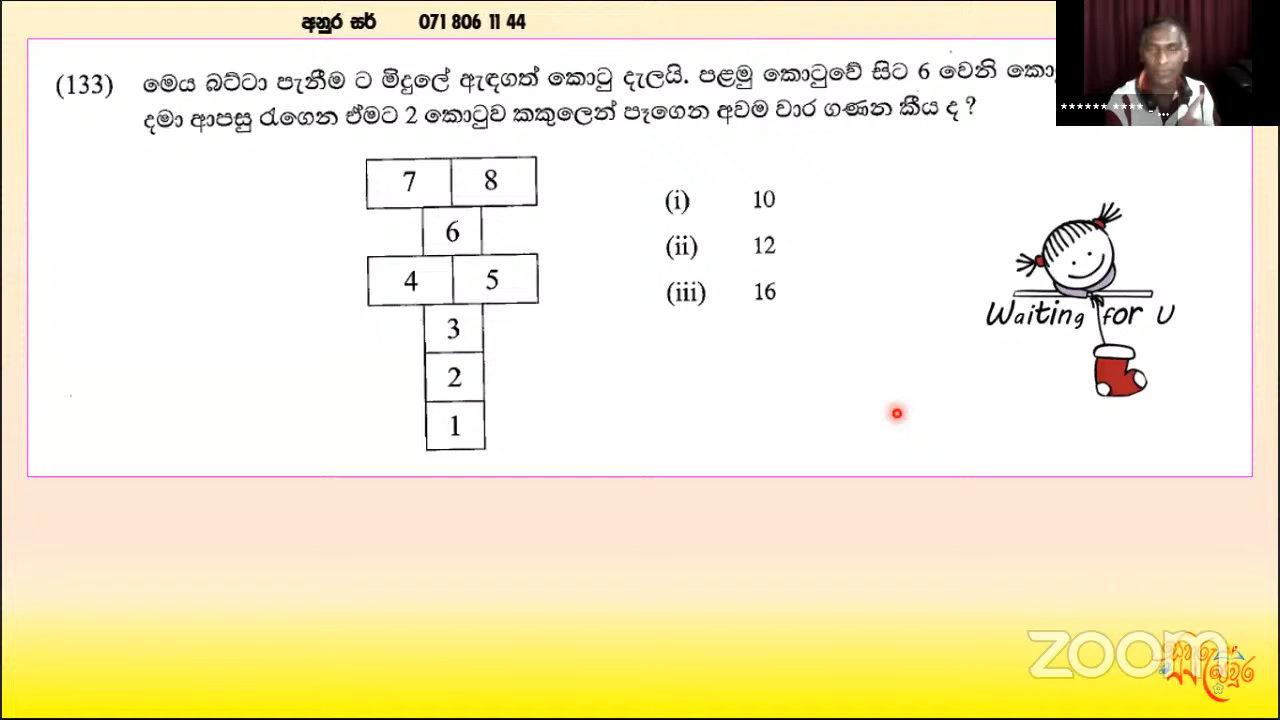 අනුර සර් 071 806 11 44
(133) මෙය බට්ටා පැනීම ට මිදුලේ ඇඳගත් කොටු දැලයි. පළමු කොටුවේ සිට 6 වෙනි
දමා ආපසු රැගෙන ඒමට 2 කොටුව කකුලෙන් පෑගෙන අවම වාර ගණන කීය ද ?
****** **** - ...
7 8
6
4 5
3
2
1
(i) 10
(ii) 12
(iii) 16
Waiting for U
zoom